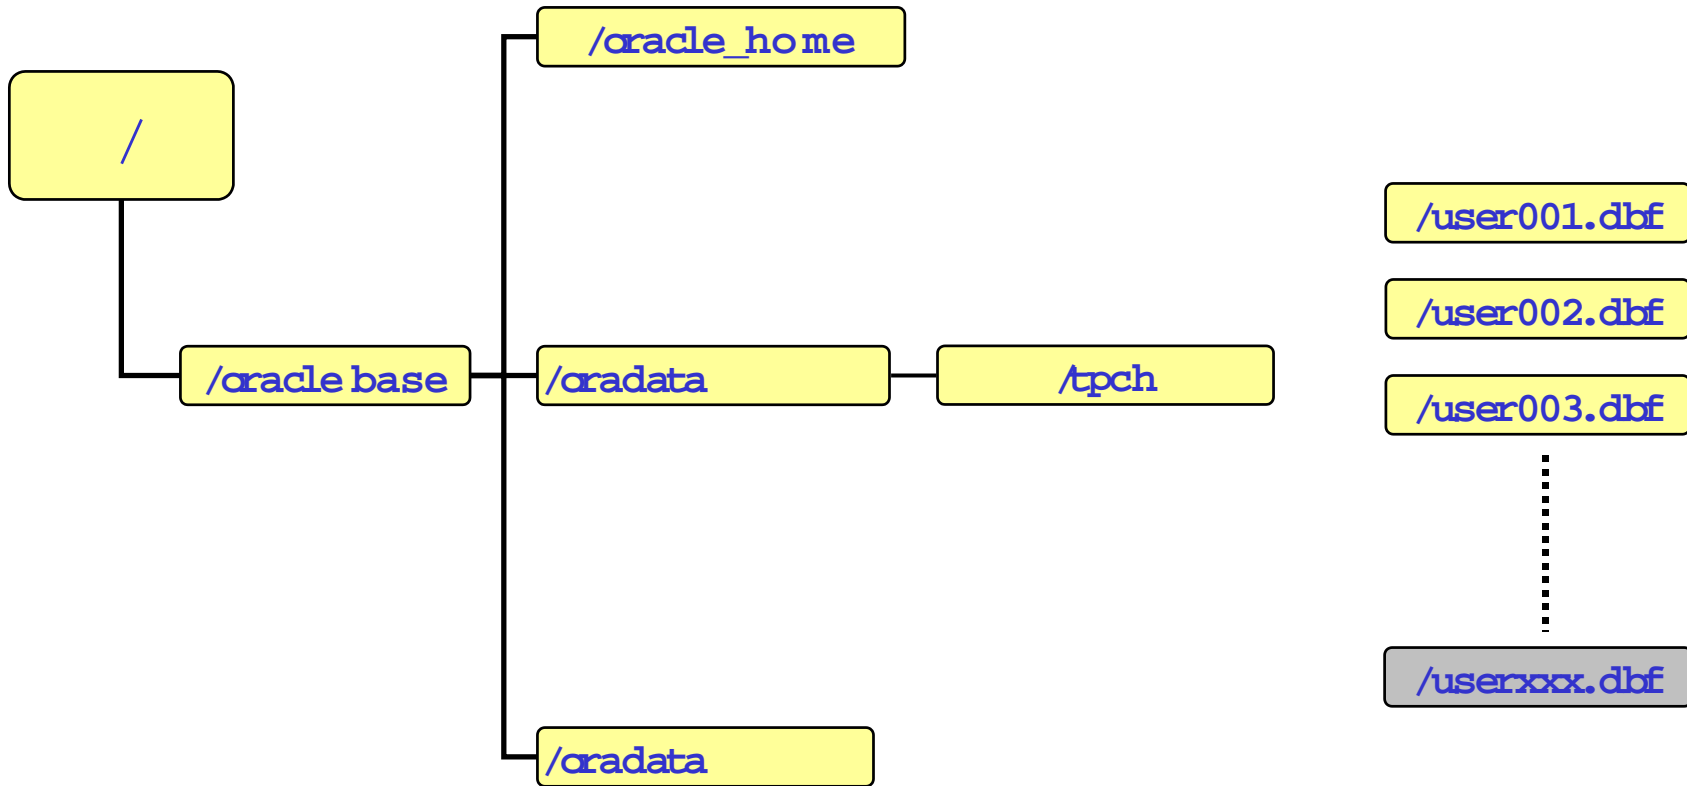 /oracle_home
/
/user001.dbf
/user002.dbf
/oracle base
/oradata
/tpch
/user003.dbf
/userxxx.dbf
/oradata